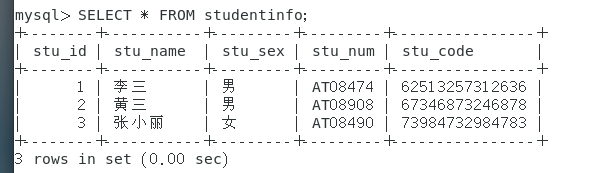 mysql> SELECT * FROM studentinfo;
+--------+----------+---------+---------+----------------+
| stu_id | stu_name | stu_sex | stu_num | stu_code       |
+--------+----------+---------+---------+----------------+
|      1 | 李三     | 男      | AT08474 | 62513257312636 |
|      2 | 黄三     | 男      | AT08908 | 67346873246878 |
|      3 | 张小丽   | 女      | AT08490 | 73984732984783 |
+--------+----------+---------+---------+----------------+
3 rows in set (0.00 sec)